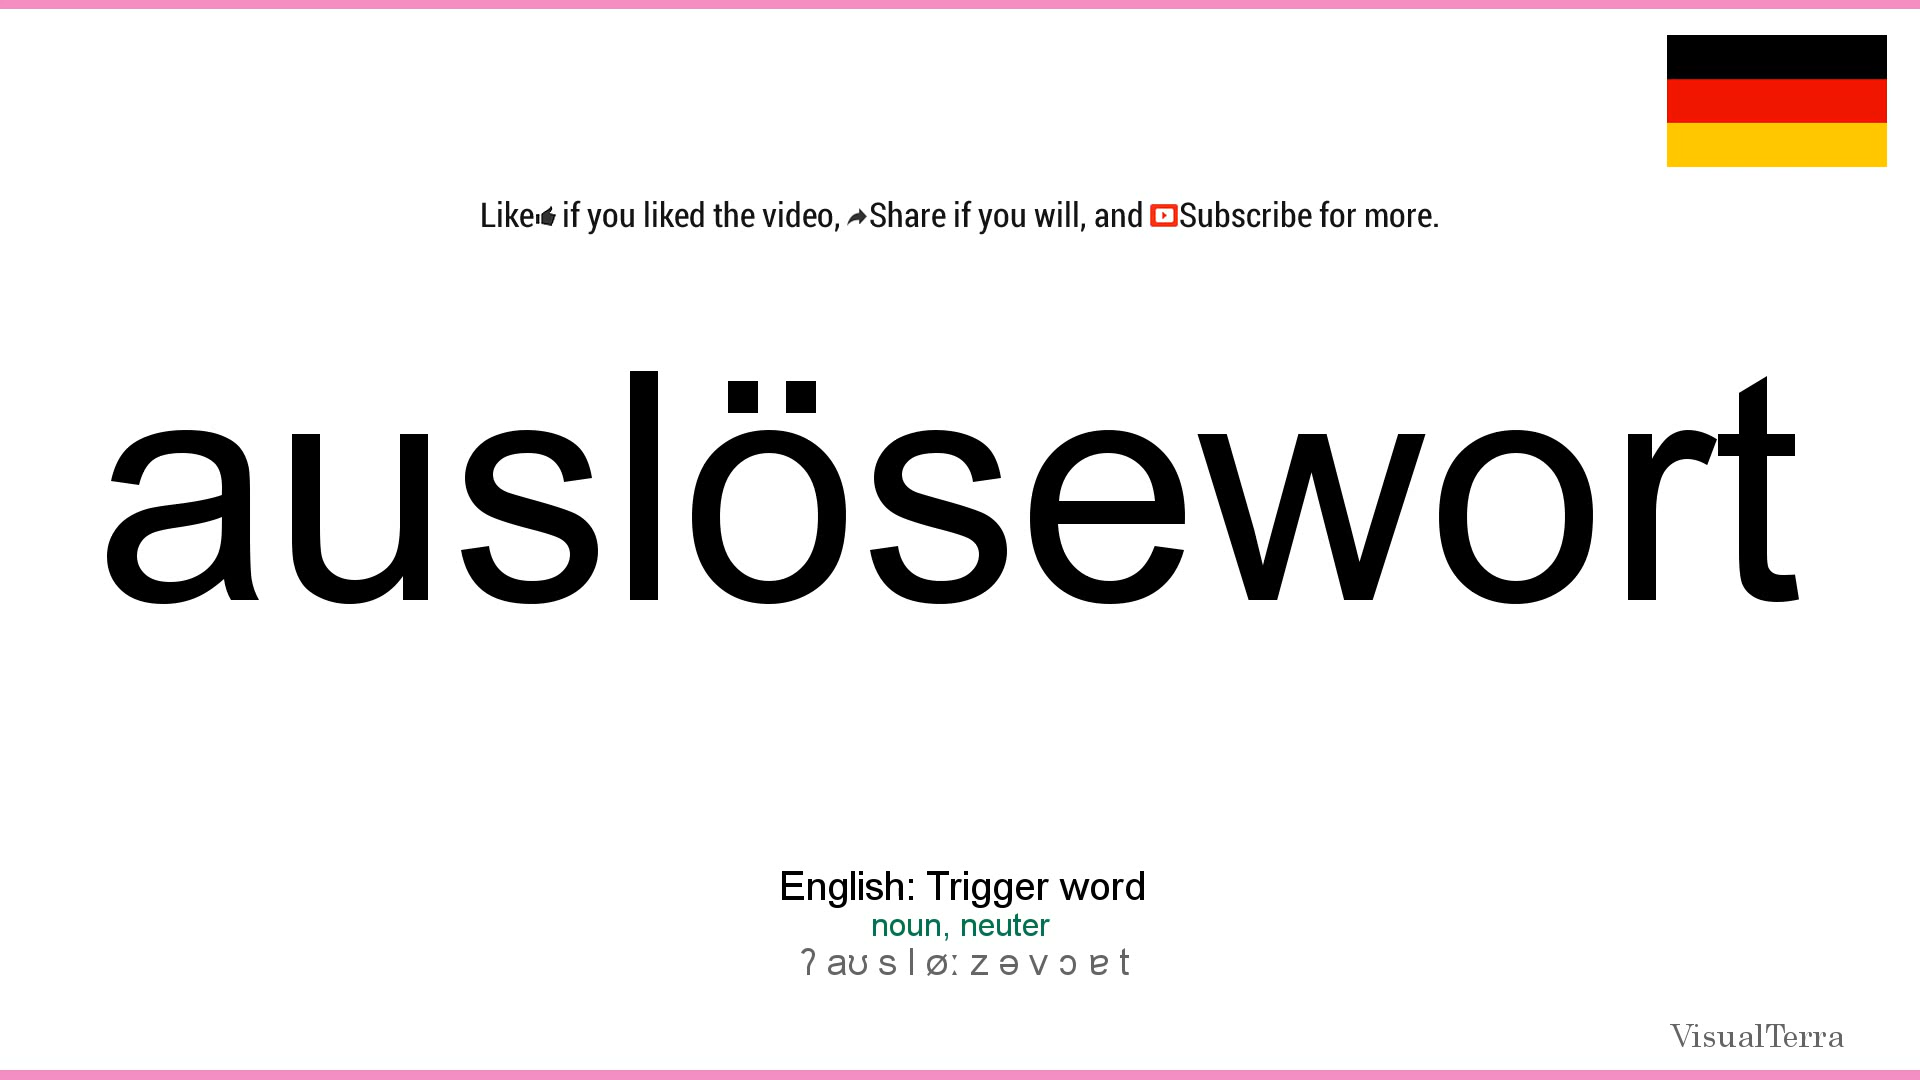 Like if you liked the video, Share if you will, and Subscribe for more.
auslösewort
English: Trigger word
noun, neuter
ʔ aʊ s l øː z ə v ɔ ɐ t
VisualTerra